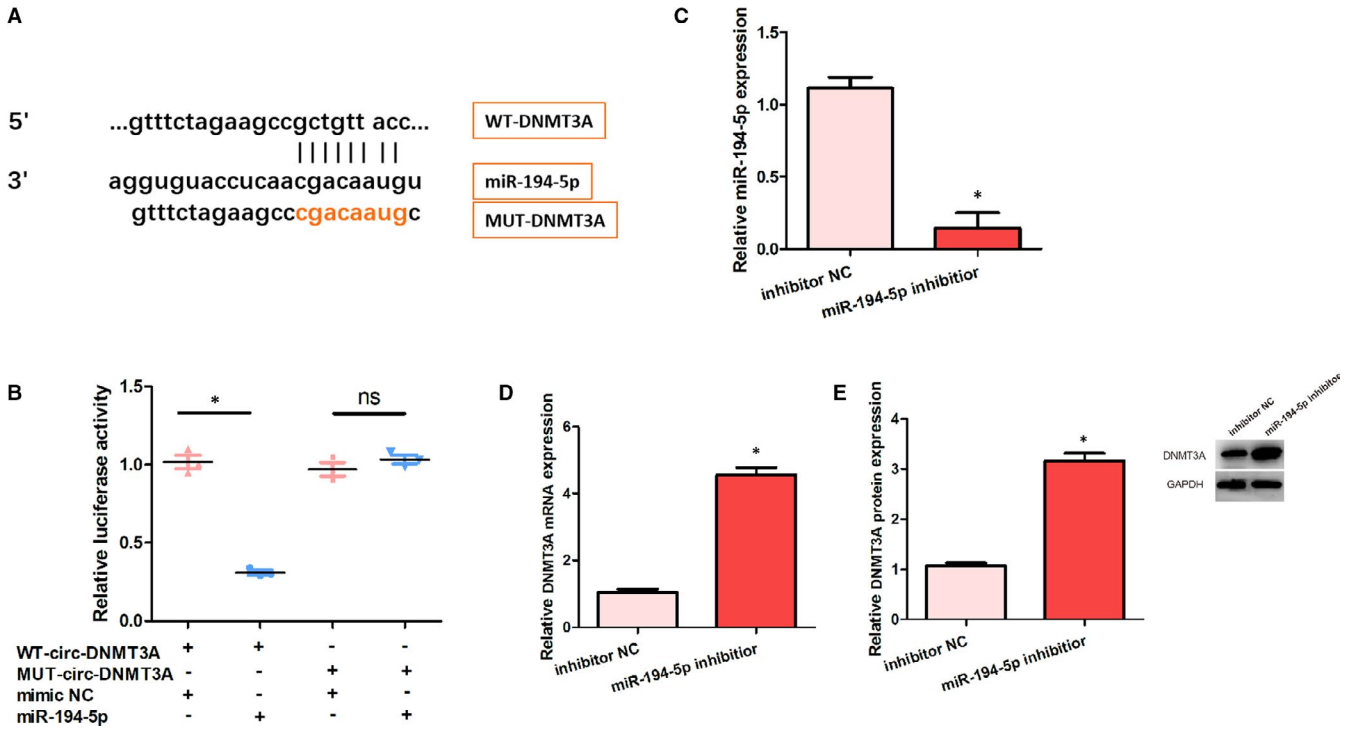 A
5' ...gtttctagaagccgctgtt acc... WT-DNMT3A
3' agguguaccucaacgacaaugu miR-194-5p
gtttctagaagcccgacaaugc MUT-DNMT3A
B
Relative luciferase activity
1.5
1.0
0.5
0.0
*
ns
WT-circ-DNMT3A + + - -
MUT-circ-DNMT3A - - + +
mimic NC + - + -
miR-194-5p - + - +
C
Relative miR-194-5p expression
1.5
1.0
0.5
0.0
*
inhibitor NC
miR-194-5p inhibitior
D
Relative DNMT3A mRNA expression
6
4
2
0
*
inhibitor NC
miR-194-5p inhibitior
E
Relative DNMT3A protein expression
4
3
2
1
0
*
inhibitor NC
miR-194-5p inhibitior
inhibitor NC
miR-194-5p inhibitor
DNMT3A
GAPDH